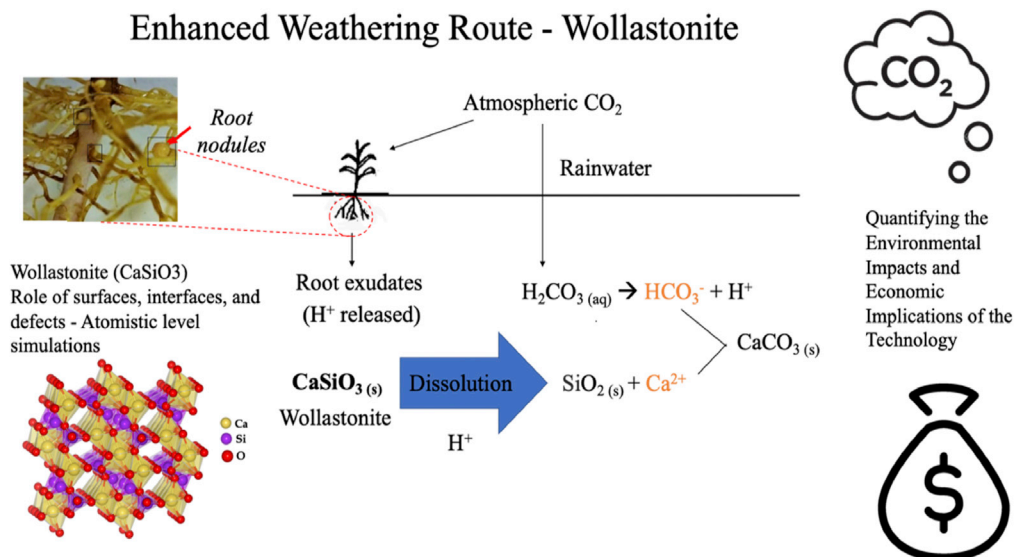 Enhanced Weathering Route - Wollastonite
CO₂
Root
nodules
Atmospheric CO₂
Rainwater
Wollastonite (CaSiO3)
Role of surfaces, interfaces, and
defects - Atomistic level
simulations
Ca
Si
O
Root exudates
(H⁺ released)
H₂CO₃ (aq) → HCO₃⁻ + H⁺
CaCO₃ (s)
CaSiO₃ (s)
Wollastonite
Dissolution
H⁺
SiO₂ (s) + Ca²⁺
Quantifying the
Environmental
Impacts and
Economic
Implications of the
Technology
$